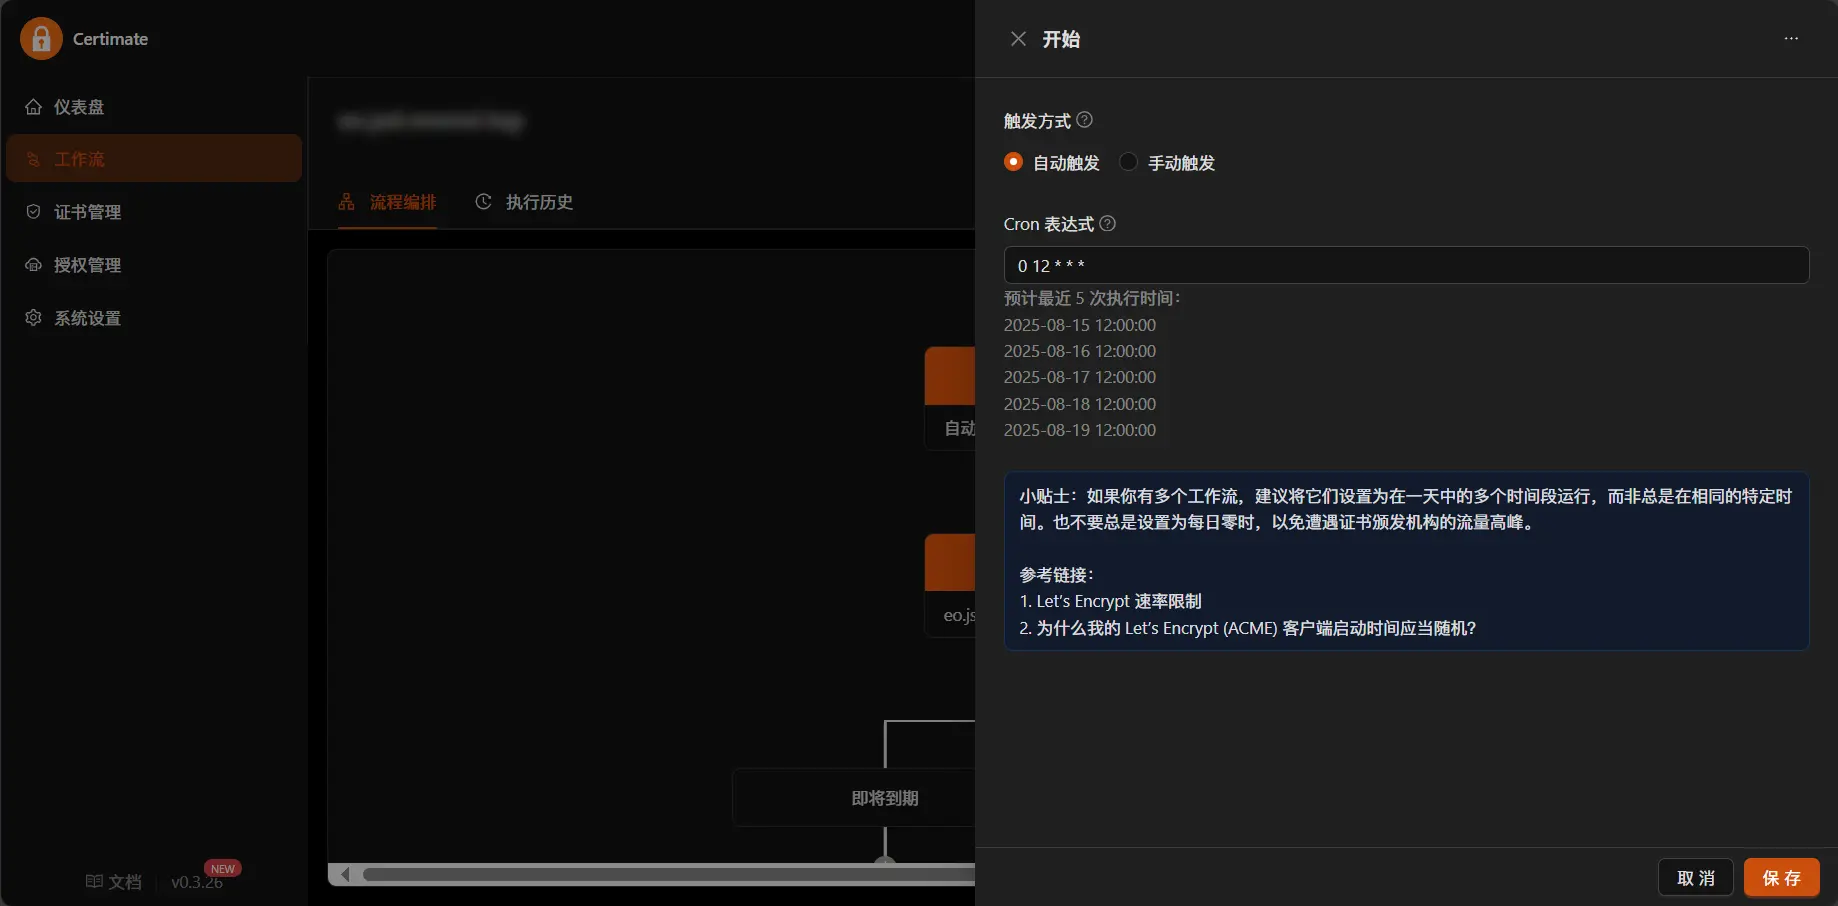 Certimate
仪表盘
工作流
证书管理
授权管理
系统设置
文档
v0.3.26
NEW
流程编排
执行历史
自动
eo.js
即将到期
开始
触发方式
自动触发
手动触发
Cron 表达式
0 12 * * *
预计最近 5 次执行时间：
2025-08-15 12:00:00
2025-08-16 12:00:00
2025-08-17 12:00:00
2025-08-18 12:00:00
2025-08-19 12:00:00
小贴士：如果你有多个工作流，建议将它们设置为在一天中的多个时间段运行，而非总是在相同的特定时
间。也不要总是设置为每日零时，以免遭遇证书颁发机构的流量高峰。
参考链接：
1. Let's Encrypt 速率限制
2. 为什么我的 Let's Encrypt (ACME) 客户端启动时间应当随机？
取 消
保 存